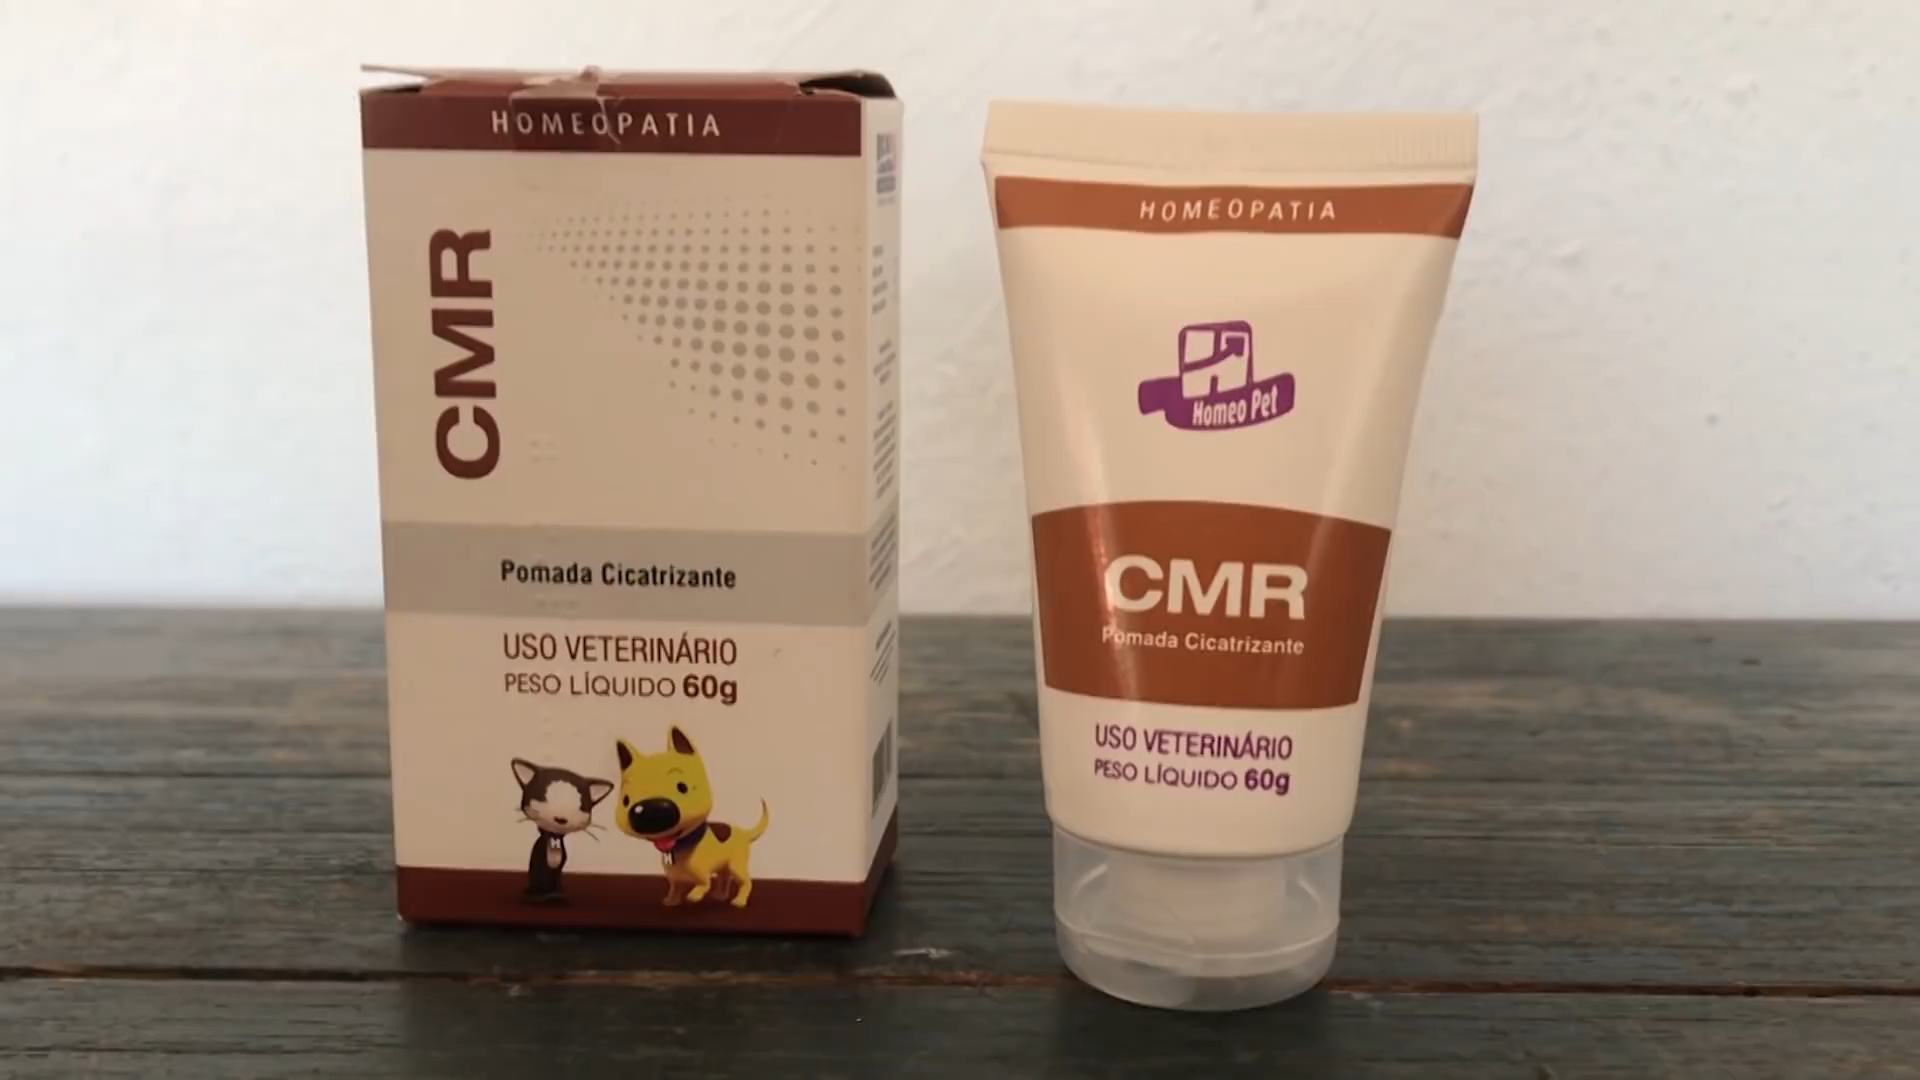 HOMEOPATIA
CMR
Pomada Cicatrizante
USO VETERINÁRIO
PESO LÍQUIDO 60g
H
H
HOMEOPATIA
Homeo Pet
CMR
Pomada Cicatrizante
USO VETERINÁRIO
PESO LÍQUIDO 60g